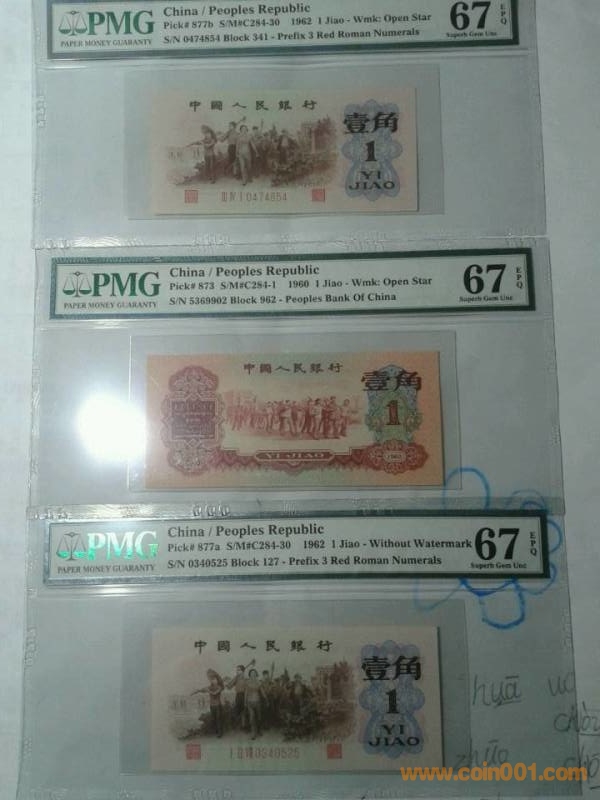 PMG
PAPER MONEY GUARANTY
China / Peoples Republic
Pick# 877b S/M#C284-30 1962 1 Jiao - Wmk: Open Star
S/N 0474854 Block 341 - Prefix 3 Red Roman Numerals
67 EPQ
Superb Gem Unc
中國人民銀行
壹角
1
YI
JIAO
III IV I 0474854
PMG
PAPER MONEY GUARANTY
China / Peoples Republic
Pick# 873 S/M#C284-1 1960 1 Jiao - Wmk: Open Star
S/N 5369902 Block 962 - Peoples Bank Of China
67 EPQ
Superb Gem Unc
中國人民銀行
壹角
1
YI JIAO
1960
PMG
PAPER MONEY GUARANTY
China / Peoples Republic
Pick# 877a S/M#C284-30 1962 1 Jiao - Without Watermark
S/N 0340525 Block 127 - Prefix 3 Red Roman Numerals
67 EPQ
Superb Gem Unc
中國人民銀行
壹角
1
YI
JIAO
I II VII 0340525
huā
zhuō
www.coin001.com